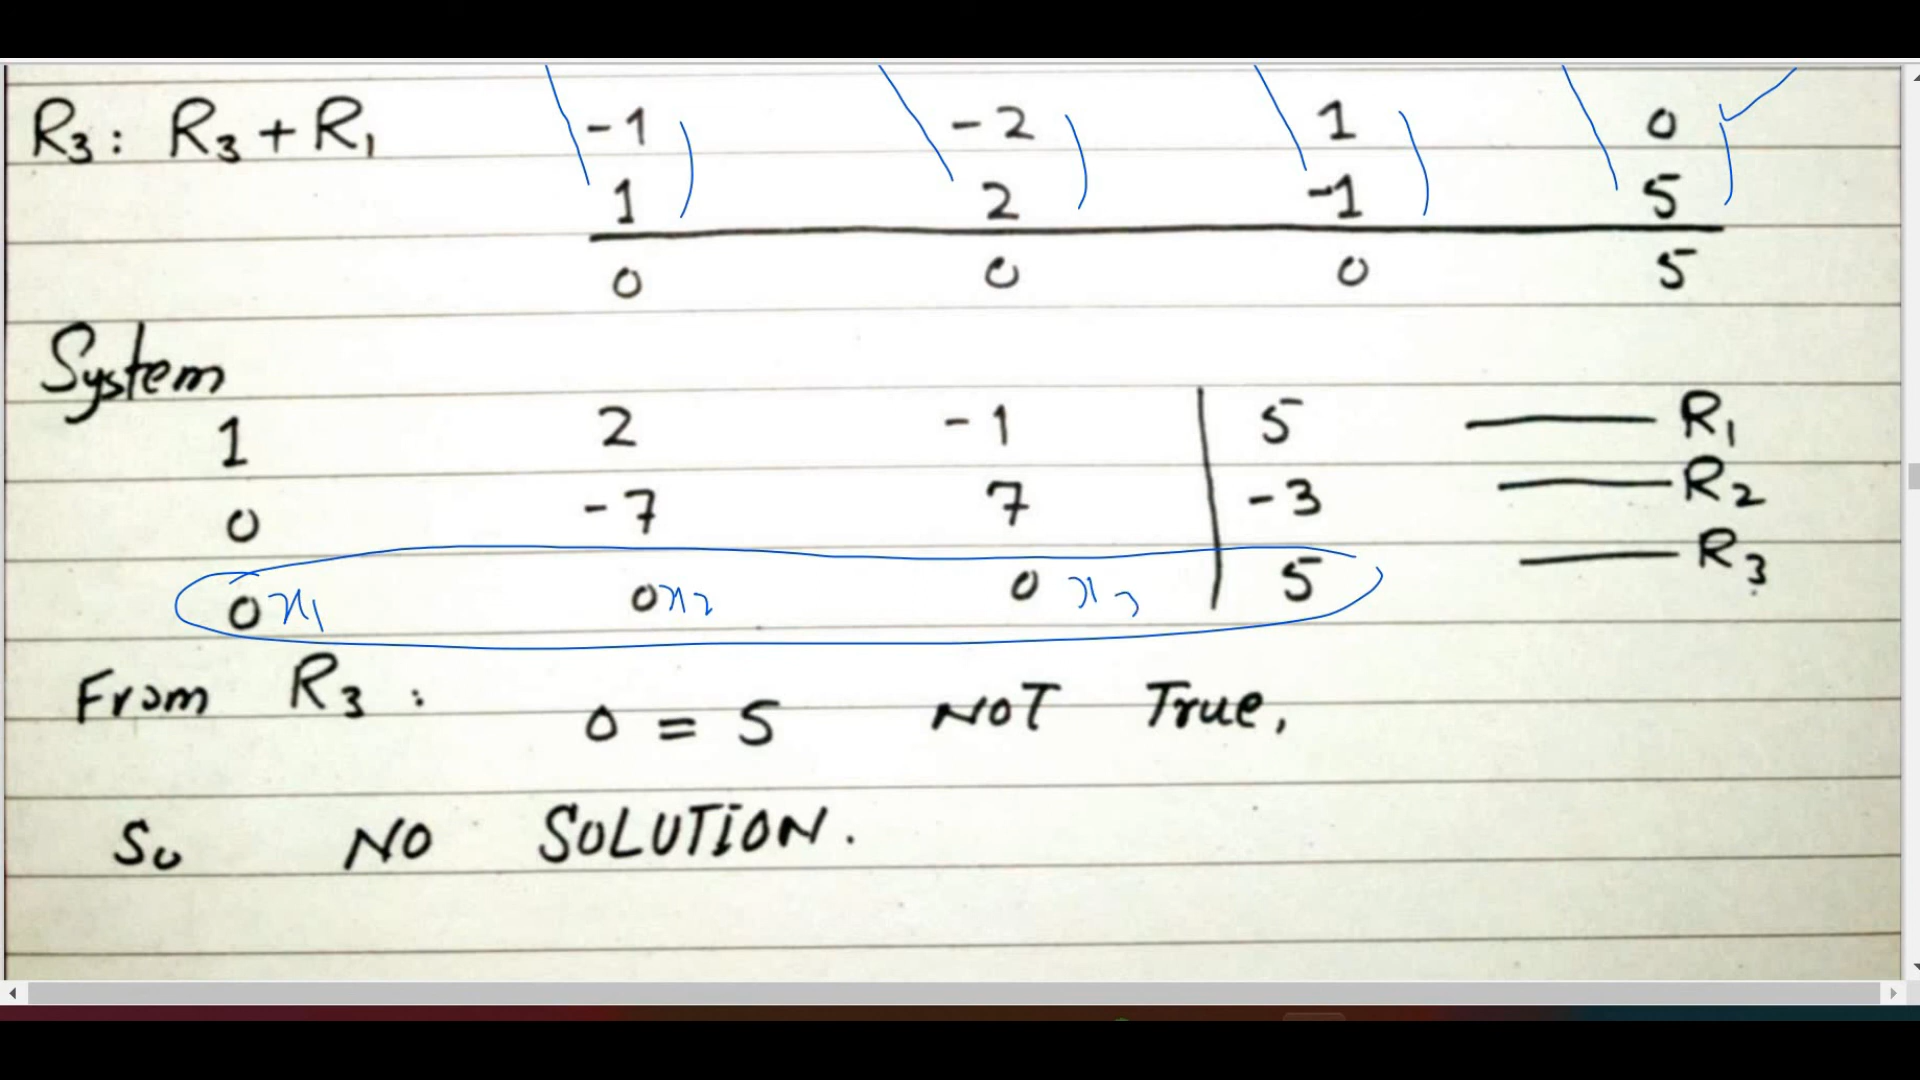 R3: R3 + R1 -1 -2 1 0
1 2 -1 5
0 0 0 5
System
1 2 -1 | 5 — R1
0 -7 7 | -3 — R2
0x1 0x2 0x3 | 5 — R3
From R3: 0 = 5 NOT True,
So NO SOLUTION.